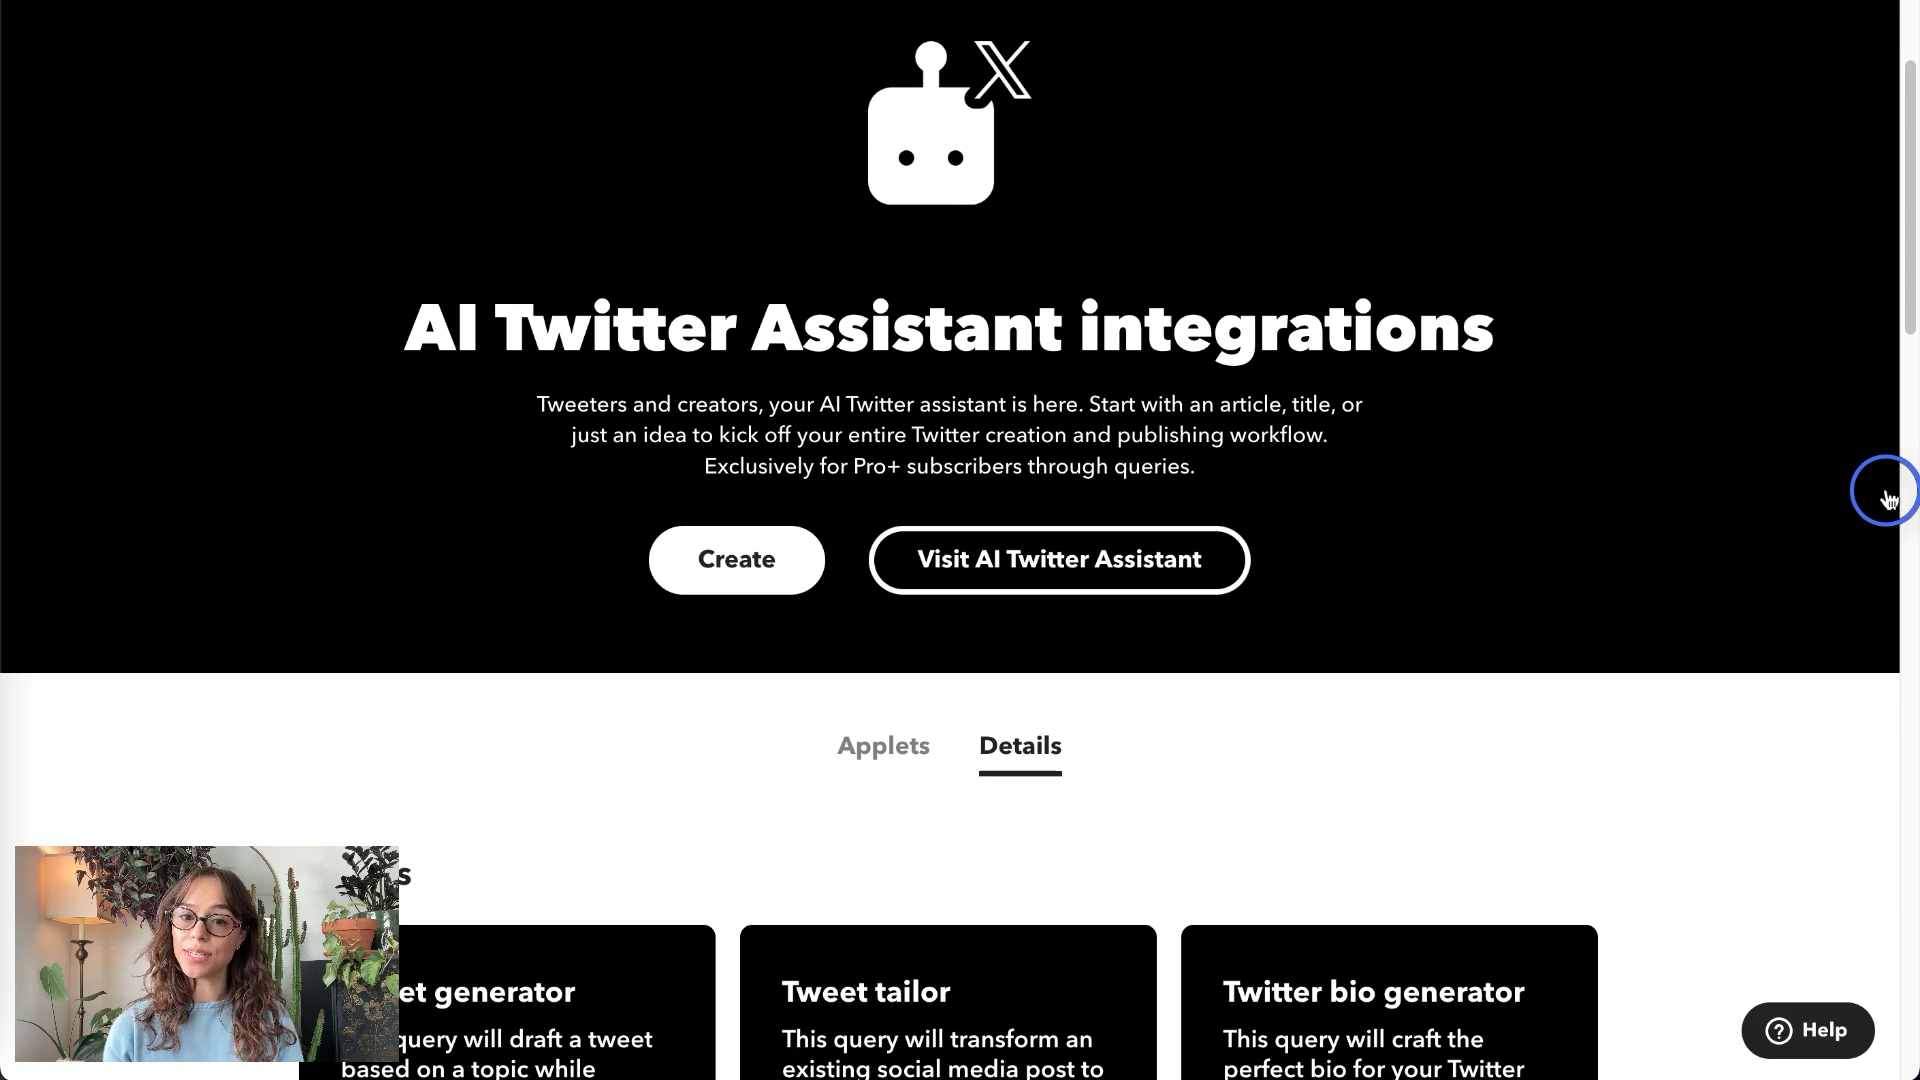 AI Twitter Assistant integrations
Tweeters and creators, your AI Twitter assistant is here. Start with an article, title, or
just an idea to kick off your entire Twitter creation and publishing workflow.
Exclusively for Pro+ subscribers through queries.
Create
Visit AI Twitter Assistant
Applets
Details
generator
query will draft a tweet
based on a topic while
Tweet tailor
This query will transform an
existing social media post to
Twitter bio generator
This query will craft the
perfect bio for your Twitter
Help